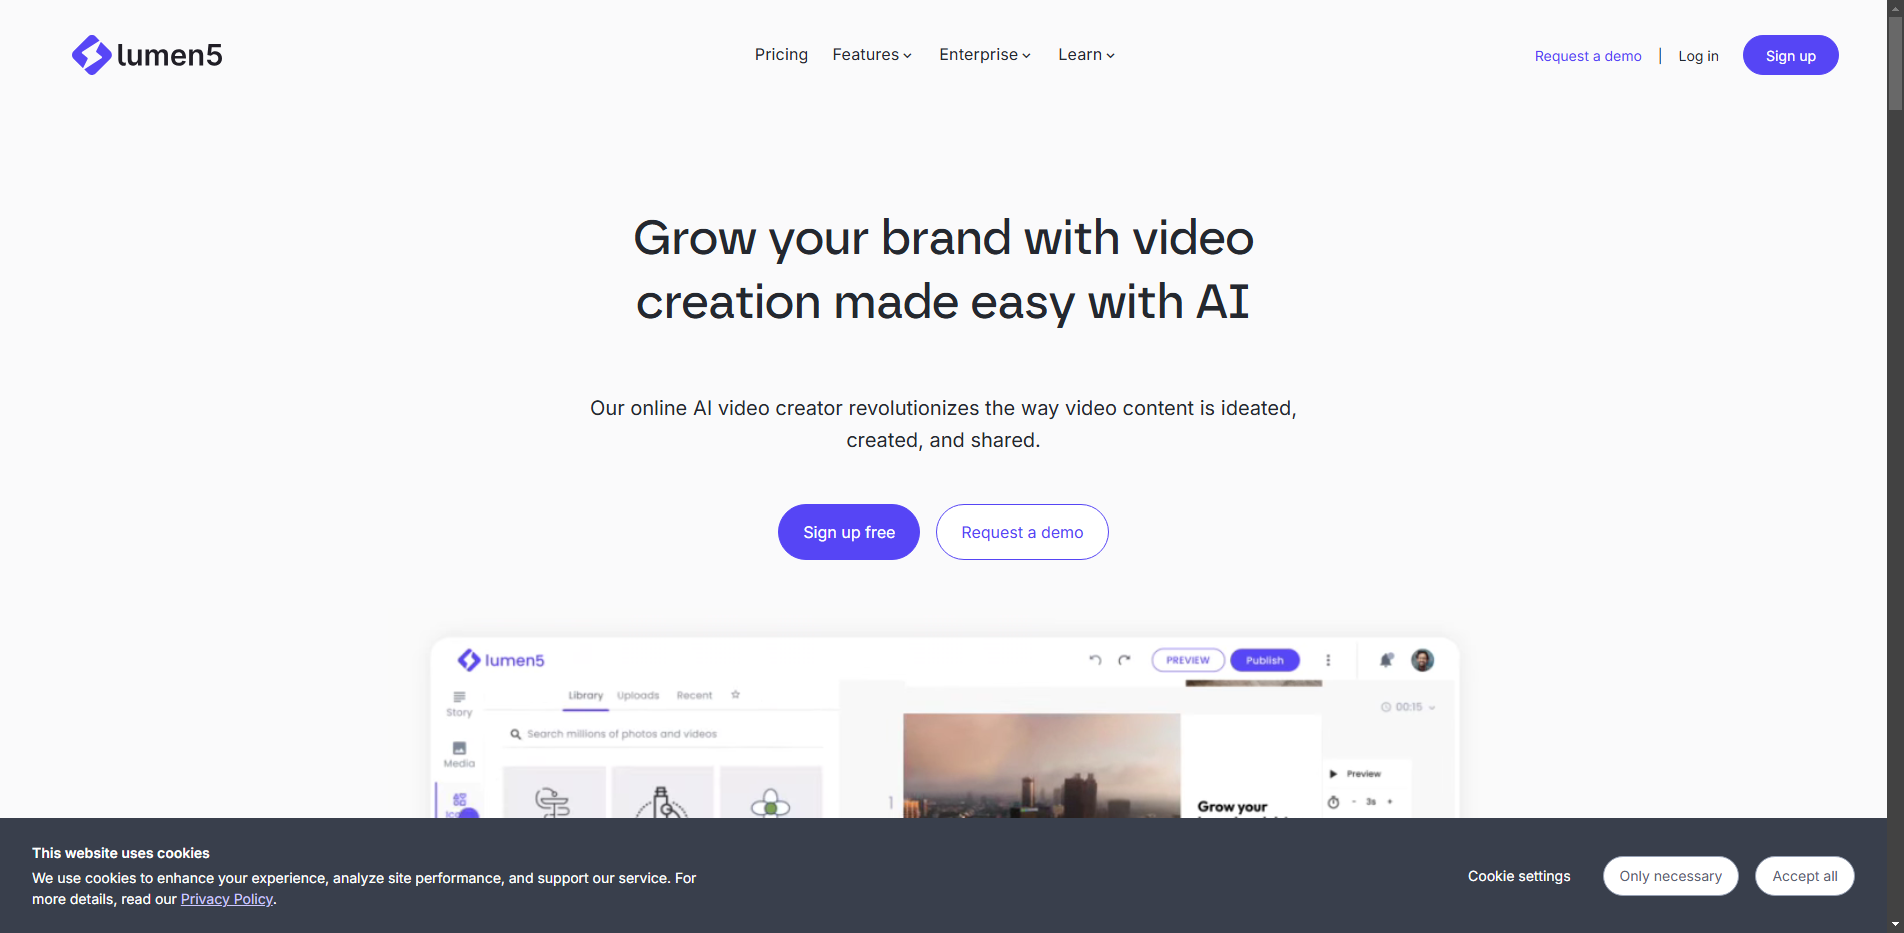 lumen5
Pricing
Features
Enterprise
Learn
Request a demo
Log in
Sign up
Grow your brand with video
creation made easy with AI
Our online AI video creator revolutionizes the way video content is ideated,
created, and shared.
Sign up free
Request a demo
lumen5
PREVIEW
Publish
Story
Library
Uploads
Recent
00:15
Search millions of photos and videos
Media
Preview
1
Grow your
- 3s +
This website uses cookies
We use cookies to enhance your experience, analyze site performance, and support our service. For
more details, read our Privacy Policy.
Cookie settings
Only necessary
Accept all